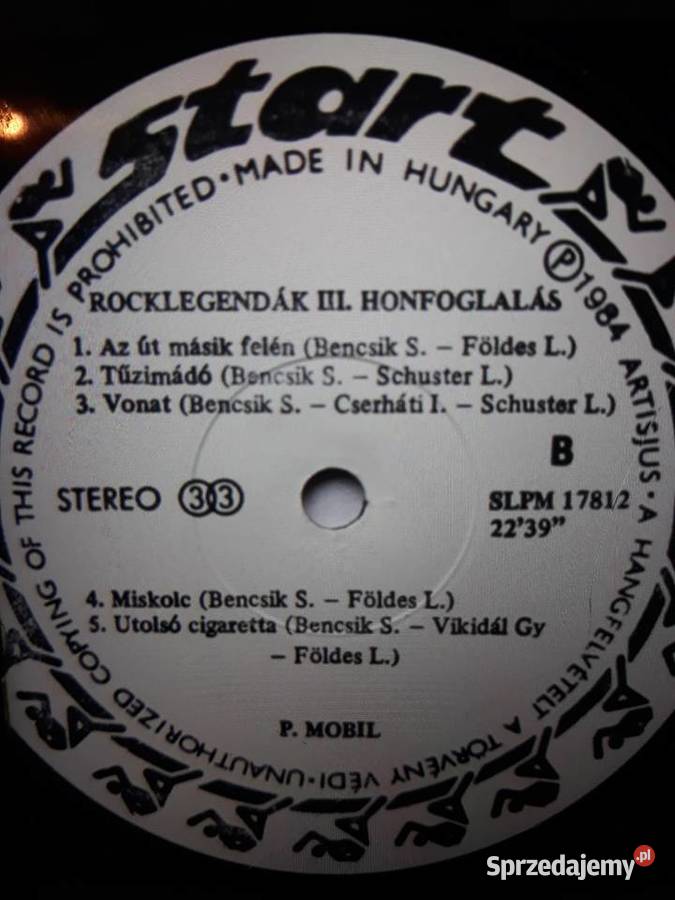 start
UNAUTHORIZED COPYING OF THIS RECORD IS PROHIBITED • MADE IN HUNGARY Ⓟ 1984 ARTISJUS • A HANGFELVÉTELT A TÖRVÉNY VÉDI •
ROCKLEGENDÁK III. HONFOGLALÁS
1. Az út másik felén (Bencsik S. – Földes L.)
2. Tűzimádó (Bencsik S. – Schuster L.)
3. Vonat (Bencsik S. – Cserháti I. – Schuster L.)
B
STEREO 33
SLPM 17812
22'39"
4. Miskolc (Bencsik S. – Földes L.)
5. Utolsó cigaretta (Bencsik S. – Vikidál Gy
– Földes L.)
P. MOBIL
Sprzedajemy.pl